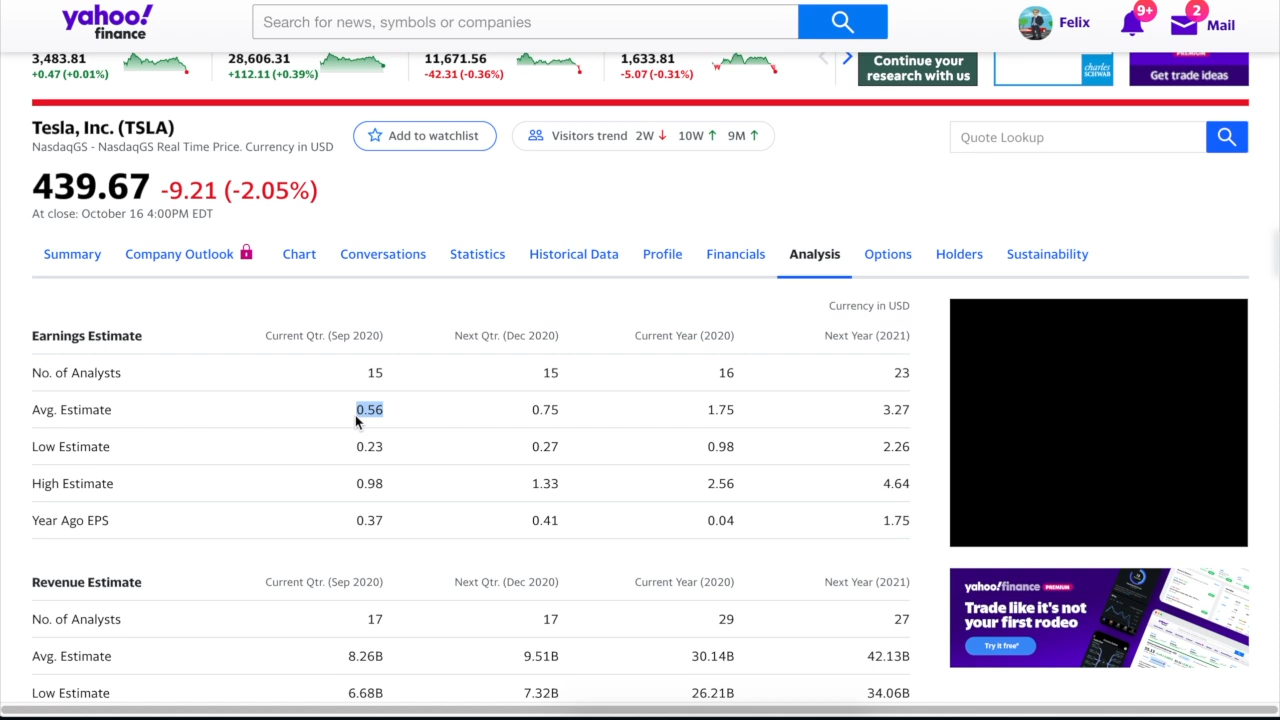 yahoo!
finance
Search for news, symbols or companies
Felix
9+
2
Mail
3,483.81
+0.47 (+0.01%)
28,606.31
+112.11 (+0.39%)
11,671.56
-42.31 (-0.36%)
1,633.81
-5.07 (-0.31%)
Continue your
research with us
charles
SCHWAB
PREMIUM
Get trade ideas
Tesla, Inc. (TSLA)
NasdaqGS - NasdaqGS Real Time Price. Currency in USD
Add to watchlist
Visitors trend 2W ↓ 10W ↑ 9M ↑
Quote Lookup
439.67 -9.21 (-2.05%)
At close: October 16 4:00PM EDT
Summary Company Outlook Chart Conversations Statistics Historical Data Profile Financials Analysis Options Holders Sustainability
Currency in USD
Earnings Estimate Current Qtr. (Sep 2020) Next Qtr. (Dec 2020) Current Year (2020) Next Year (2021)
No. of Analysts 15 15 16 23
Avg. Estimate 0.56 0.75 1.75 3.27
Low Estimate 0.23 0.27 0.98 2.26
High Estimate 0.98 1.33 2.56 4.64
Year Ago EPS 0.37 0.41 0.04 1.75
Revenue Estimate Current Qtr. (Sep 2020) Next Qtr. (Dec 2020) Current Year (2020) Next Year (2021)
No. of Analysts 17 17 29 27
Avg. Estimate 8.26B 9.51B 30.14B 42.13B
Low Estimate 6.68B 7.32B 26.21B 34.06B
yahoo!finance PREMIUM
Trade like it's not
your first rodeo
Try it free*